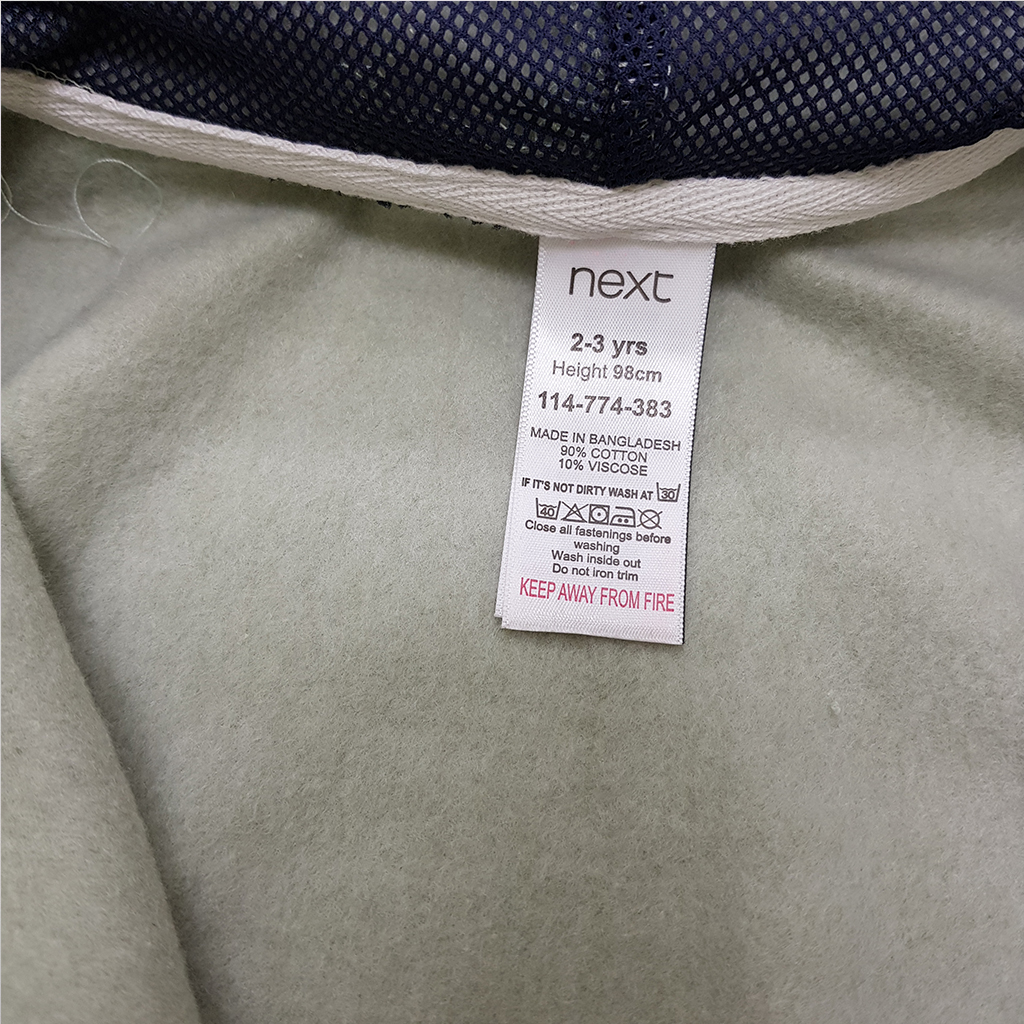 next
2-3 yrs
Height 98cm
114-774-383
MADE IN BANGLADESH
90% COTTON
10% VISCOSE
IF IT'S NOT DIRTY WASH AT 30
40
Close all fastenings before
washing
Wash inside out
Do not iron trim
KEEP AWAY FROM FIRE